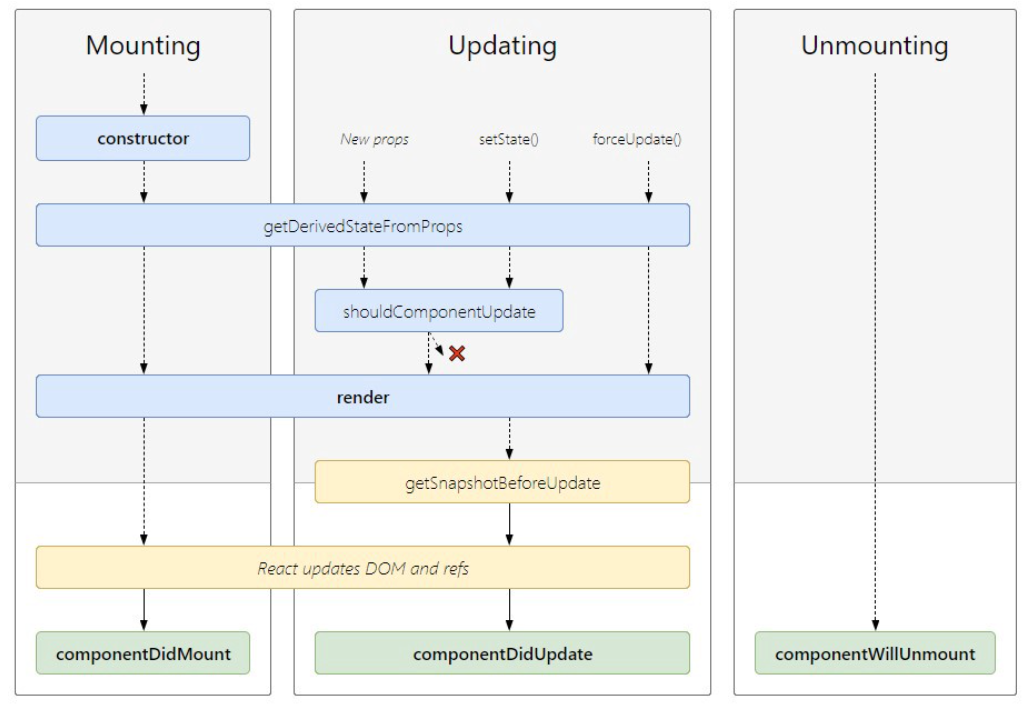 Mounting
Updating
Unmounting
constructor
New props
setState()
forceUpdate()
getDerivedStateFromProps
shouldComponentUpdate
render
getSnapshotBeforeUpdate
React updates DOM and refs
componentDidMount
componentDidUpdate
componentWillUnmount